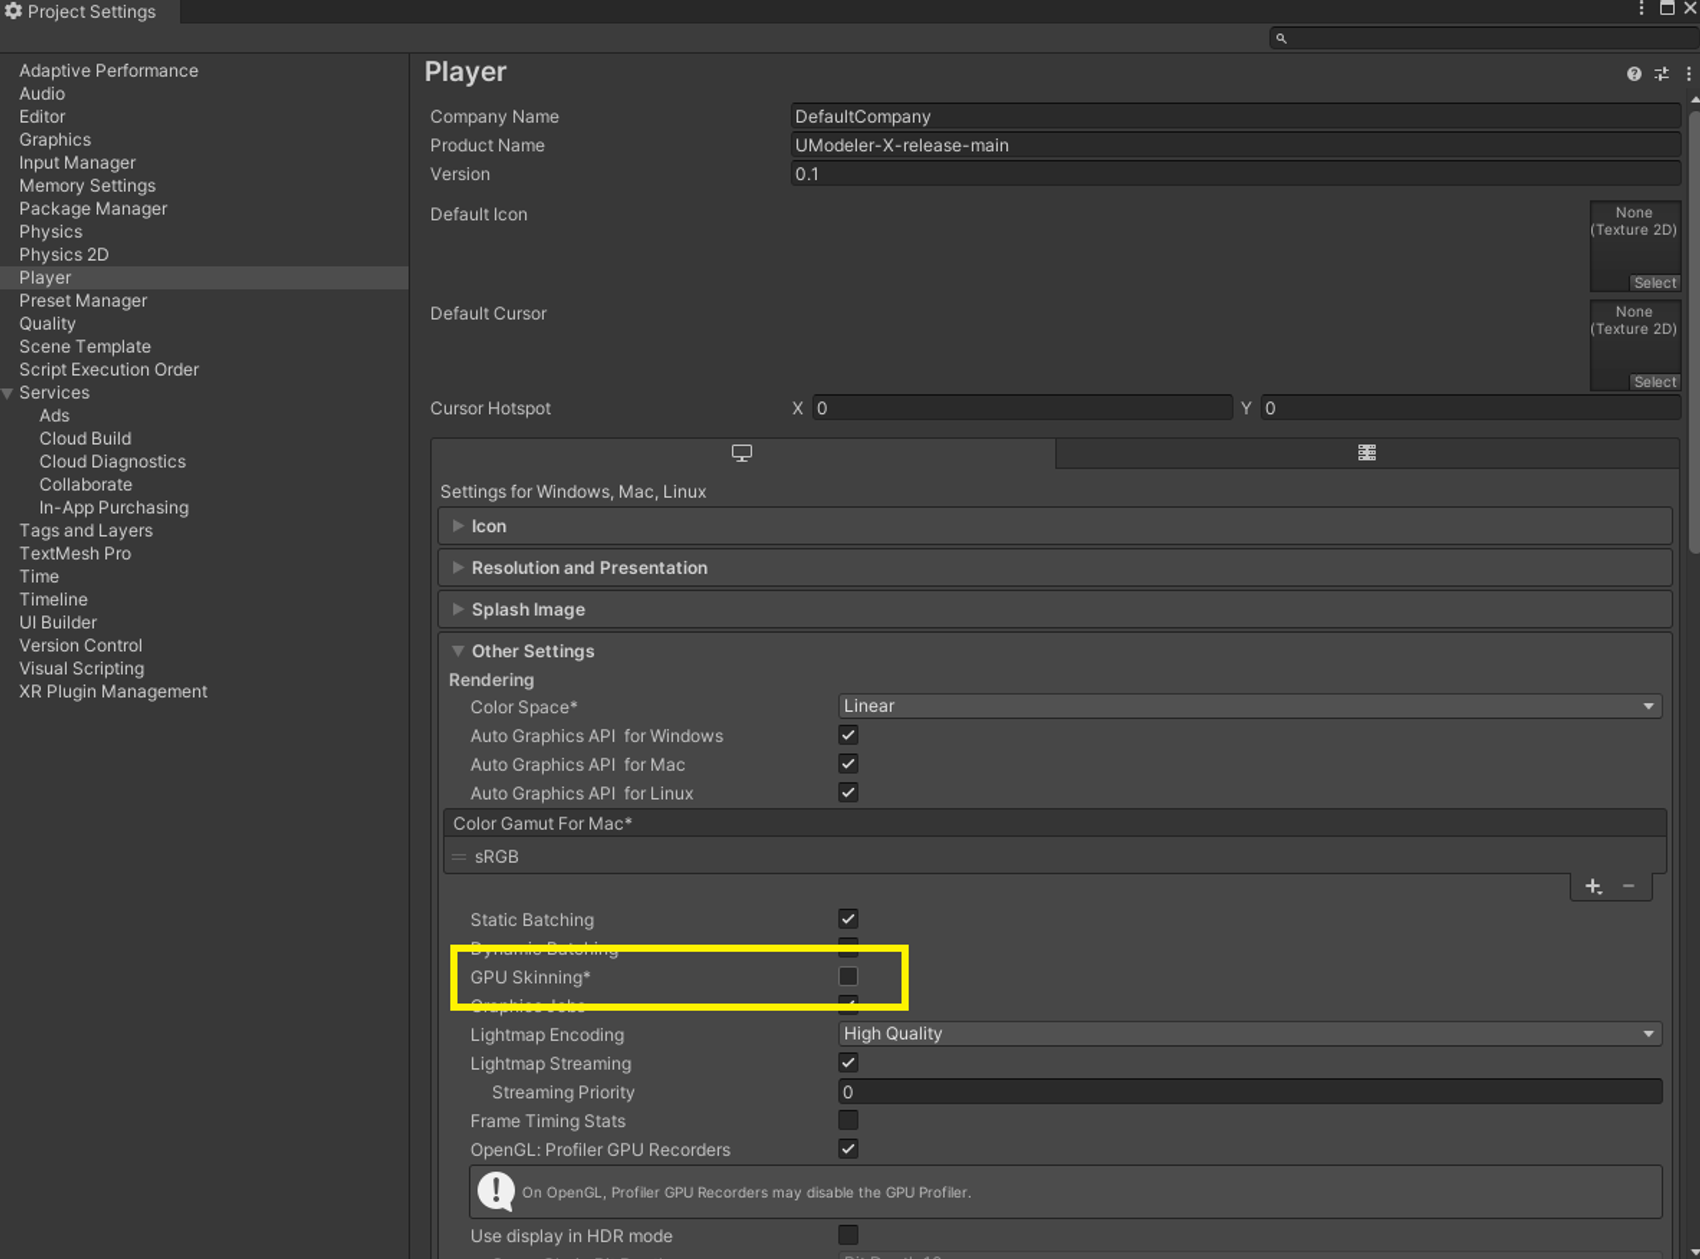 Project Settings
Adaptive Performance
Audio
Editor
Graphics
Input Manager
Memory Settings
Package Manager
Physics
Physics 2D
Player
Preset Manager
Quality
Scene Template
Script Execution Order
Services
Ads
Cloud Build
Cloud Diagnostics
Collaborate
In-App Purchasing
Tags and Layers
TextMesh Pro
Time
Timeline
UI Builder
Version Control
Visual Scripting
XR Plugin Management
Player
Company Name DefaultCompany
Product Name UModeler-X-release-main
Version 0.1
Default Icon
None
(Texture 2D)
Select
Default Cursor
None
(Texture 2D)
Select
Cursor Hotspot X 0 Y 0
Settings for Windows, Mac, Linux
Icon
Resolution and Presentation
Splash Image
Other Settings
Rendering
Color Space* Linear
Auto Graphics API for Windows
Auto Graphics API for Mac
Auto Graphics API for Linux
Color Gamut For Mac*
sRGB
Static Batching
Dynamic Batching
GPU Skinning*
Graphics Jobs
Lightmap Encoding High Quality
Lightmap Streaming
Streaming Priority 0
Frame Timing Stats
OpenGL: Profiler GPU Recorders
On OpenGL, Profiler GPU Recorders may disable the GPU Profiler.
Use display in HDR mode